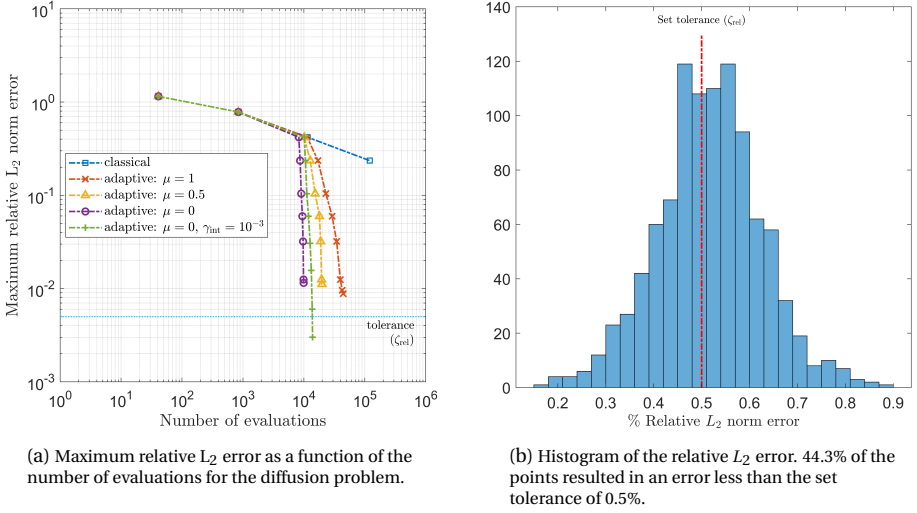 10^1
10^0
10^-1
10^-2
10^-3
Maximum relative L2 norm error
classical
adaptive: μ = 1
adaptive: μ = 0.5
adaptive: μ = 0
adaptive: μ = 0, γint = 10^-3
tolerance
(ζrel)
10^0 10^1 10^2 10^3 10^4 10^5 10^6
Number of evaluations
(a) Maximum relative L2 error as a function of the
number of evaluations for the diffusion problem.
140
120
100
80
60
40
20
0
Set tolerance (ζrel)
0.2 0.3 0.4 0.5 0.6 0.7 0.8 0.9
% Relative L2 norm error
(b) Histogram of the relative L2 error. 44.3% of the
points resulted in an error less than the set
tolerance of 0.5%.